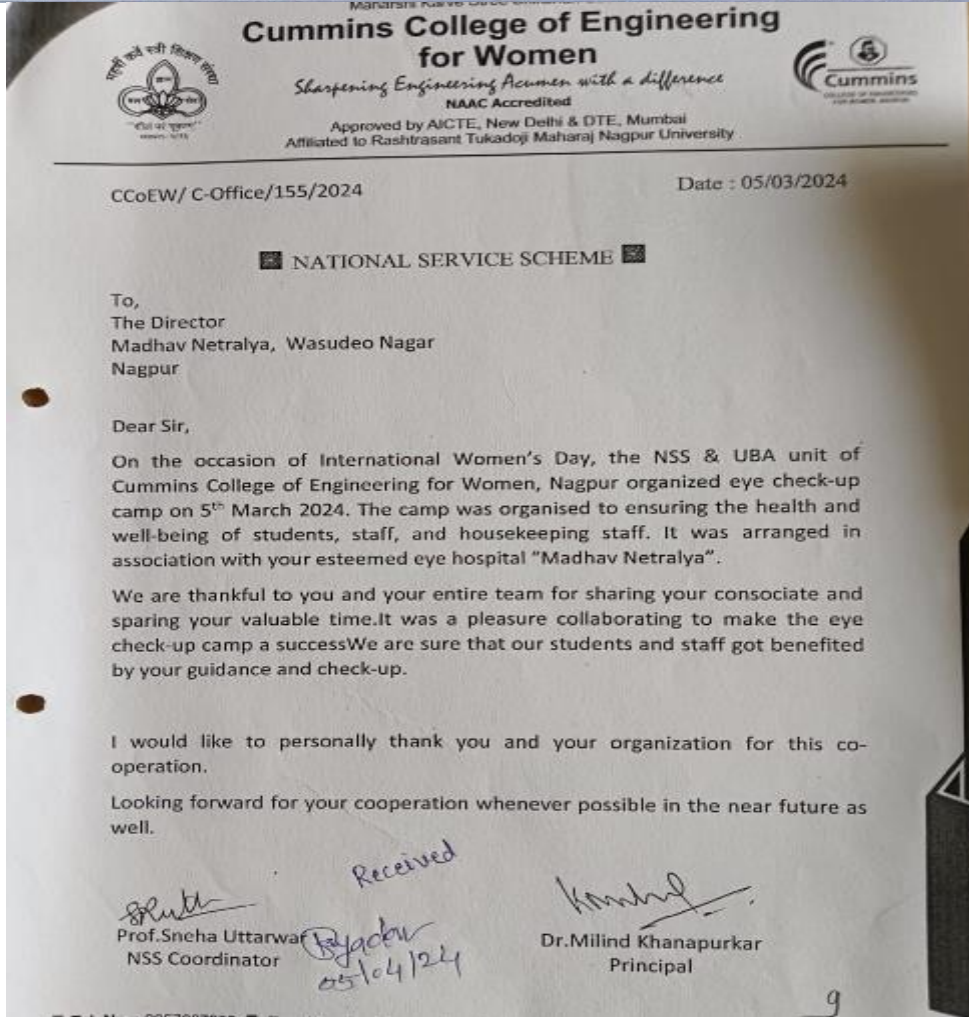 Cummins College of Engineering
for Women
Sharpening Engineering Acumen with a difference
NAAC Accredited
Approved by AICTE, New Delhi & DTE, Mumbai
Affiliated to Rashtrasant Tukadoji Maharaj Nagpur University
Cummins
CCoEW/ C-Office/155/2024
Date : 05/03/2024
NATIONAL SERVICE SCHEME
To,
The Director
Madhav Netralya, Wasudeo Nagar
Nagpur
Dear Sir,
On the occasion of International Women's Day, the NSS & UBA unit of
Cummins College of Engineering for Women, Nagpur organized eye check-up
camp on 5th March 2024. The camp was organised to ensuring the health and
well-being of students, staff, and housekeeping staff. It was arranged in
association with your esteemed eye hospital "Madhav Netralya".
We are thankful to you and your entire team for sharing your consociate and
sparing your valuable time.It was a pleasure collaborating to make the eye
check-up camp a successWe are sure that our students and staff got benefited
by your guidance and check-up.
I would like to personally thank you and your organization for this co-
operation.
Looking forward for your cooperation whenever possible in the near future as
well.
Received
Prof.Sneha Uttarwar
NSS Coordinator
05/04/24
Dr.Milind Khanapurkar
Principal
9